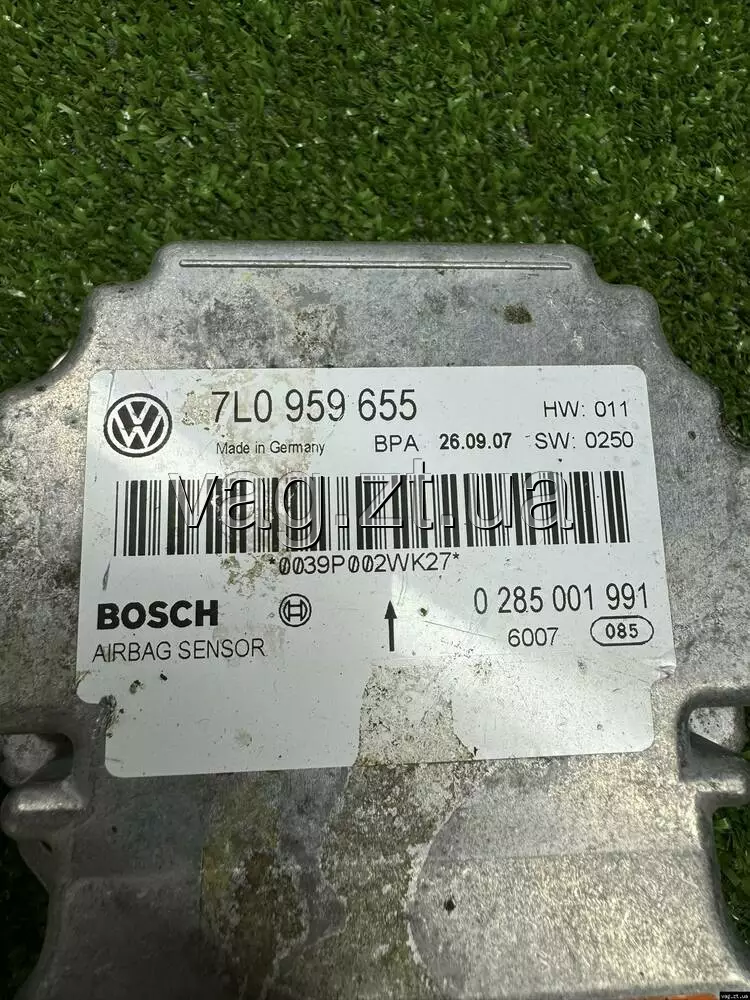 7L0 959 655
HW: 011
Made in Germany
BPA 26.09.07 SW: 0250
vag.zt.ua
*0039P002WK27*
BOSCH
0 285 001 991
AIRBAG SENSOR
6007 085
vag.zt.ua